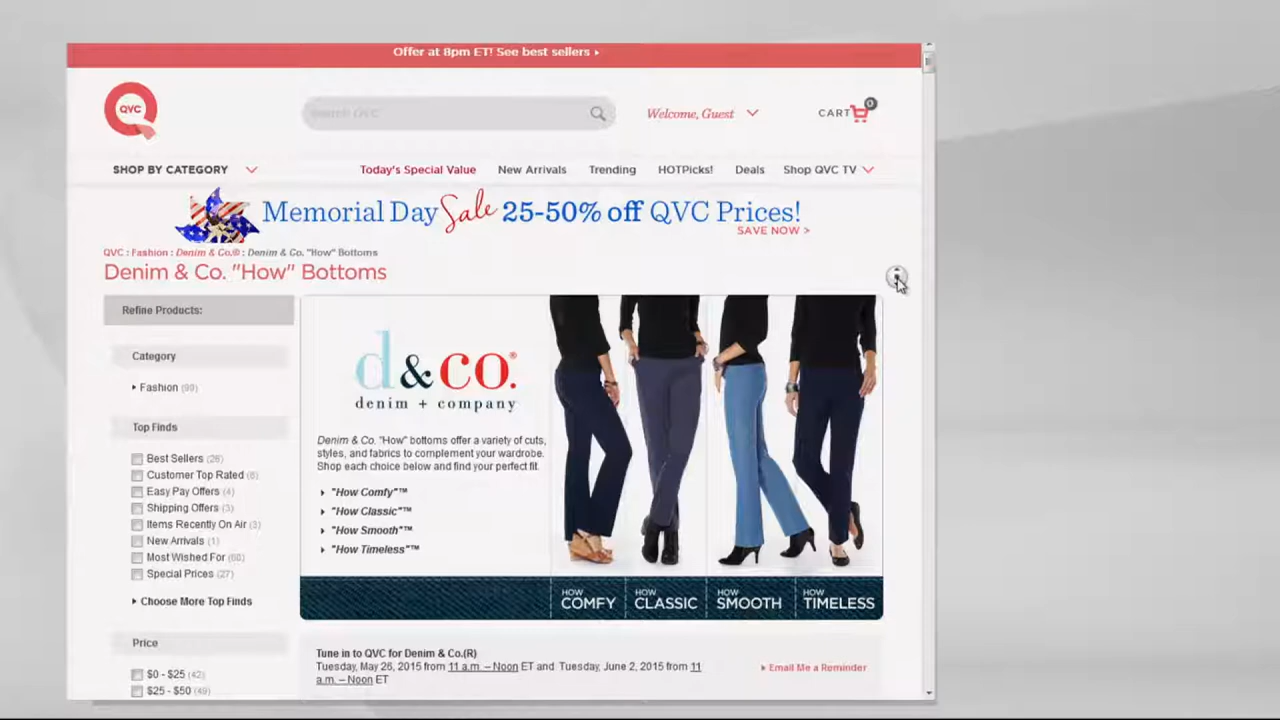 Offer at 8pm ET! See best sellers
QVC
Search QVC
Welcome, Guest
CART 0
SHOP BY CATEGORY
Today's Special Value
New Arrivals
Trending
HOTPicks!
Deals
Shop QVC TV
Memorial Day Sale 25-50% off QVC Prices!
SAVE NOW >
QVC : Fashion : Denim & Co.® : Denim & Co. "How" Bottoms
Denim & Co. "How" Bottoms
Refine Products:
Category
Fashion (99)
Top Finds
Best Sellers (26)
Customer Top Rated (6)
Easy Pay Offers (4)
Shipping Offers (3)
Items Recently On Air (3)
New Arrivals (1)
Most Wished For (60)
Special Prices (27)
Choose More Top Finds
Price
$0 - $25 (42)
$25 - $50 (49)
d&co.®
denim + company
Denim & Co. "How" bottoms offer a variety of cuts,
styles, and fabrics to complement your wardrobe.
Shop each choice below and find your perfect fit.
"How Comfy"™
"How Classic"™
"How Smooth"™
"How Timeless"™
HOW COMFY
HOW CLASSIC
HOW SMOOTH
HOW TIMELESS
Tune in to QVC for Denim & Co.(R)
Tuesday, May 26, 2015 from 11 a.m. – Noon ET and Tuesday, June 2, 2015 from 11
a.m. – Noon ET
Email Me a Reminder